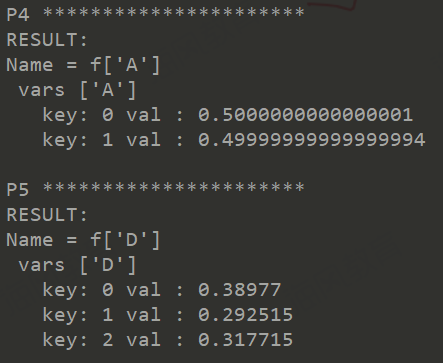 P4 **********************
RESULT:
Name = f['A']
 vars ['A']
   key: 0 val : 0.5000000000000001
   key: 1 val : 0.49999999999999994
P5 **********************
RESULT:
Name = f['D']
 vars ['D']
   key: 0 val : 0.38977
   key: 1 val : 0.292515
   key: 2 val : 0.317715